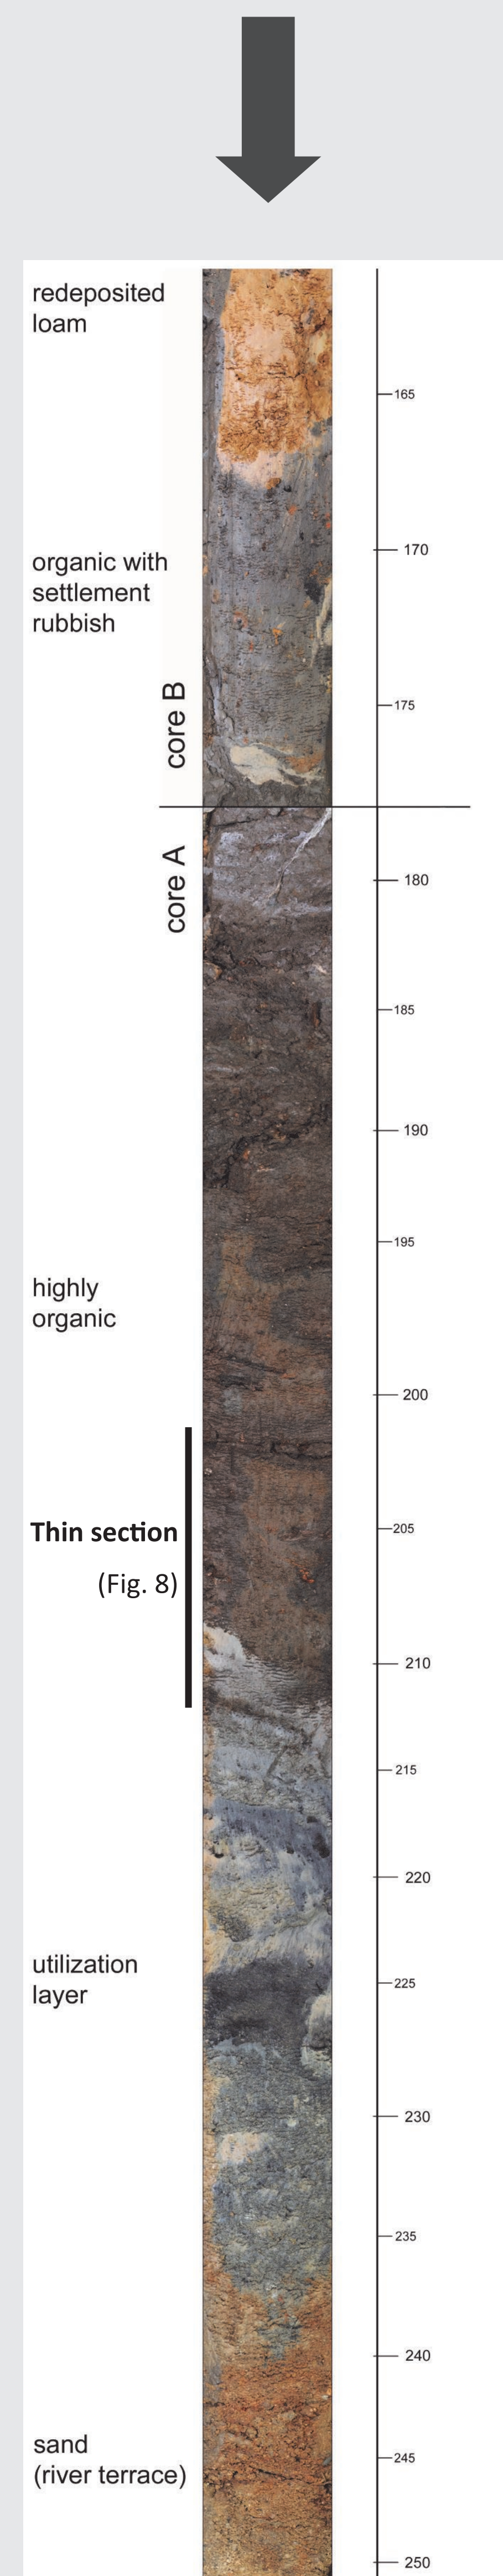 redeposited
loam
165
170
organic with
settlement
rubbish
175
core B
core A
180
185
190
195
highly
organic
200
Thin section
205
(Fig. 8)
210
215
220
utilization
layer
225
230
235
240
sand
(river terrace)
245
250